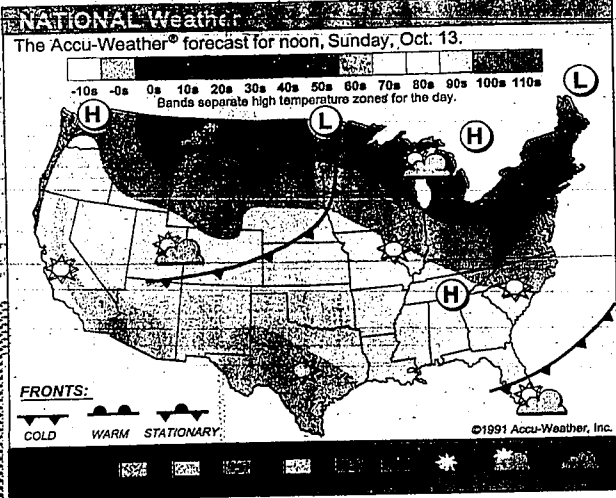 NATIONAL Weather
The Accu-Weather® forecast for noon, Sunday, Oct. 13.
-10s -0s 0s 10s 20s 30s 40s 50s 60s 70s 80s 90s 100s 110s
Bands separate high temperature zones for the day.
H
L
H
L
H
FRONTS:
COLD WARM STATIONARY
©1991 Accu-Weather, Inc.